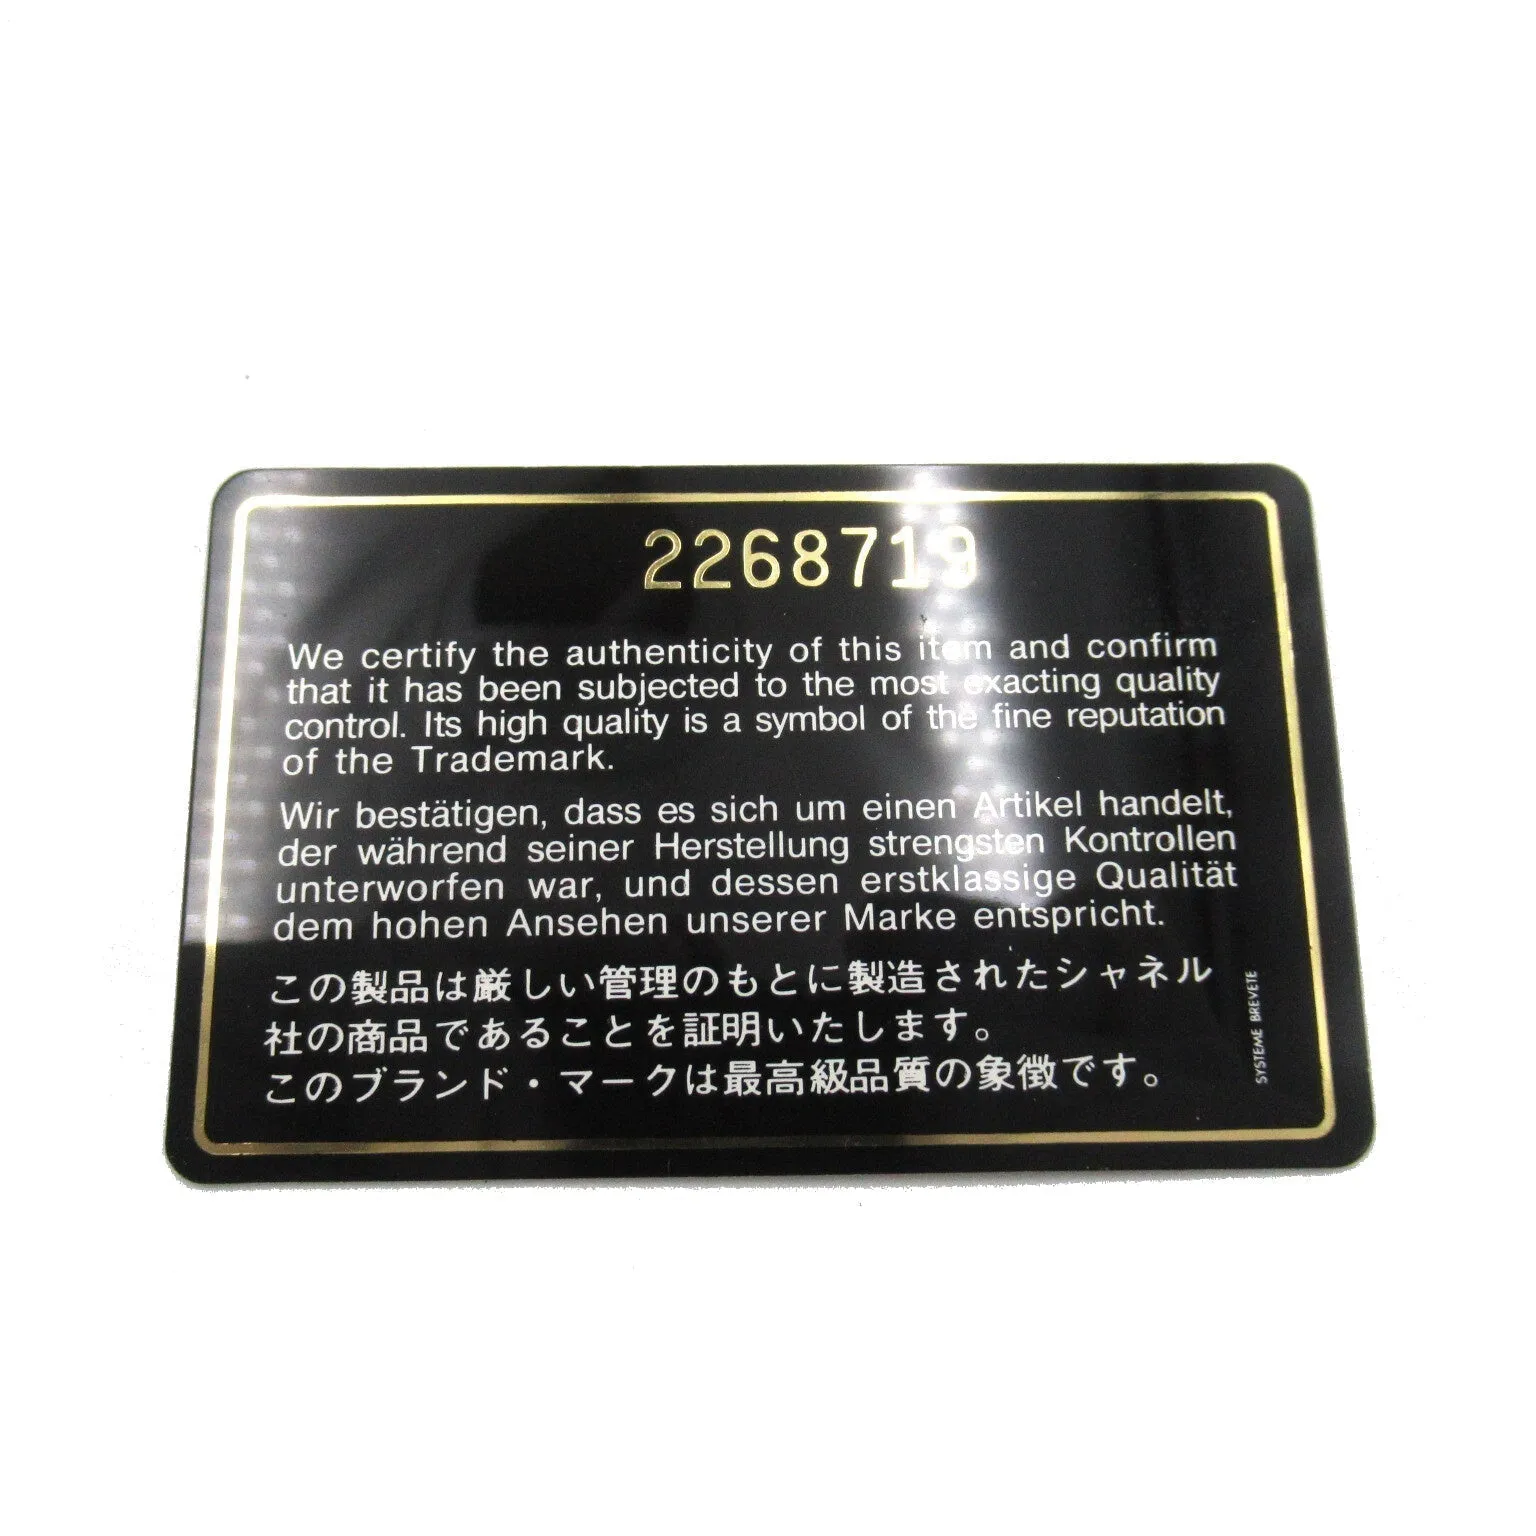 2268719
We certify the authenticity of this item and confirm
that it has been subjected to the most exacting quality
control. Its high quality is a symbol of the fine reputation
of the Trademark.
Wir bestätigen, dass es sich um einen Artikel handelt,
der während seiner Herstellung strengsten Kontrollen
unterworfen war, und dessen erstklassige Qualität
dem hohen Ansehen unserer Marke entspricht.
この製品は厳しい管理のもとに製造されたシャネル
社の商品であることを証明いたします。
このブランド・マークは最高級品質の象徴です。
SYSTEME BREVETE